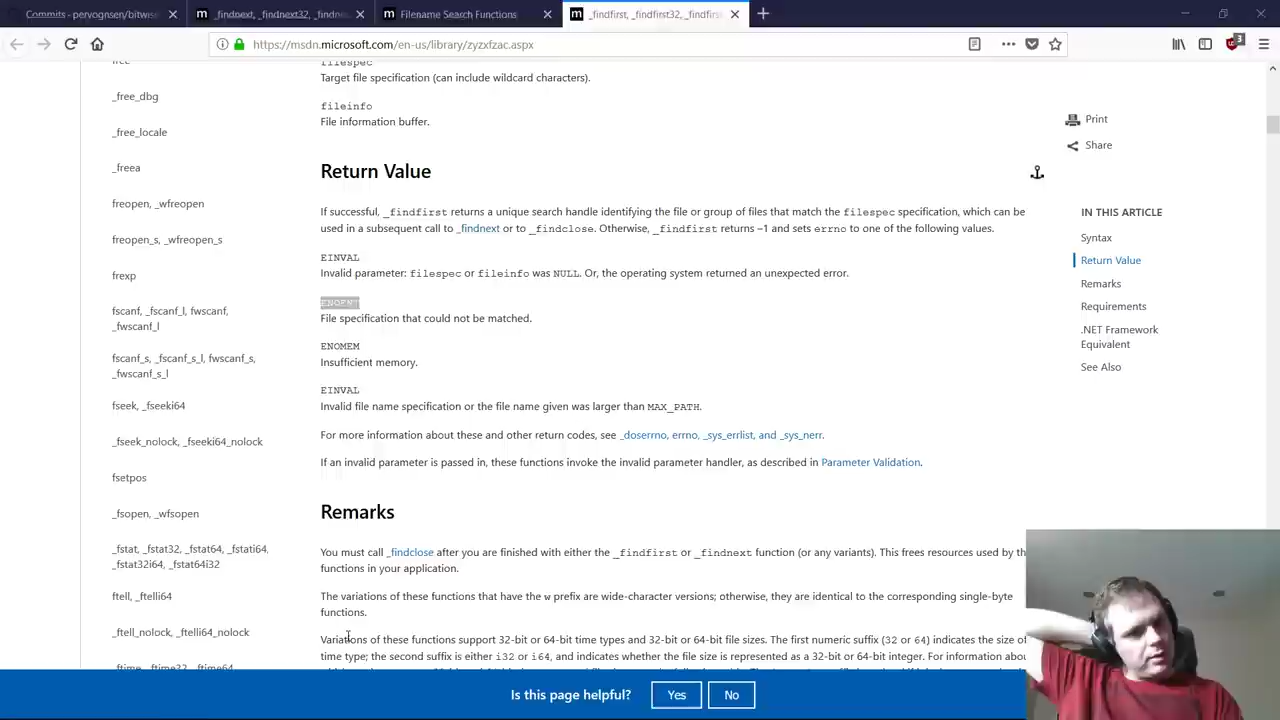 Commits - pervognsen/bitwis
_findnext, _findnext32, _findne
Filename Search Functions
_findfirst, _findfirst32, _findfirs
https://msdn.microsoft.com/en-us/library/zyzxfzac.aspx
3
free
_free_dbg
_free_locale
_freea
freopen, _wfreopen
freopen_s, _wfreopen_s
frexp
fscanf, _fscanf_l, fwscanf,
_fwscanf_l
fscanf_s, _fscanf_s_l, fwscanf_s,
_fwscanf_s_l
fseek, _fseeki64
_fseek_nolock, _fseeki64_nolock
fsetpos
_fsopen, _wfsopen
_fstat, _fstat32, _fstat64, _fstati64,
_fstat32i64, _fstat64i32
ftell, _ftelli64
_ftell_nolock, _ftelli64_nolock
_ftime, _ftime32, _ftime64
filespec
Target file specification (can include wildcard characters).
fileinfo
File information buffer.
Return Value
If successful, _findfirst returns a unique search handle identifying the file or group of files that match the filespec specification, which can be
used in a subsequent call to _findnext or to _findclose. Otherwise, _findfirst returns –1 and sets errno to one of the following values.
EINVAL
Invalid parameter: filespec or fileinfo was NULL. Or, the operating system returned an unexpected error.
ENOENT
File specification that could not be matched.
ENOMEM
Insufficient memory.
EINVAL
Invalid file name specification or the file name given was larger than MAX_PATH.
For more information about these and other return codes, see _doserrno, errno, _sys_errlist, and _sys_nerr.
If an invalid parameter is passed in, these functions invoke the invalid parameter handler, as described in Parameter Validation.
Remarks
You must call _findclose after you are finished with either the _findfirst or _findnext function (or any variants). This frees resources used by th
functions in your application.
The variations of these functions that have the w prefix are wide-character versions; otherwise, they are identical to the corresponding single-byte
functions.
Variations of these functions support 32-bit or 64-bit time types and 32-bit or 64-bit file sizes. The first numeric suffix (32 or 64) indicates the size of
time type; the second suffix is either i32 or i64, and indicates whether the file size is represented as a 32-bit or 64-bit integer. For information abou
Print
Share
IN THIS ARTICLE
Syntax
Return Value
Remarks
Requirements
.NET Framework
Equivalent
See Also
Is this page helpful?
Yes
No